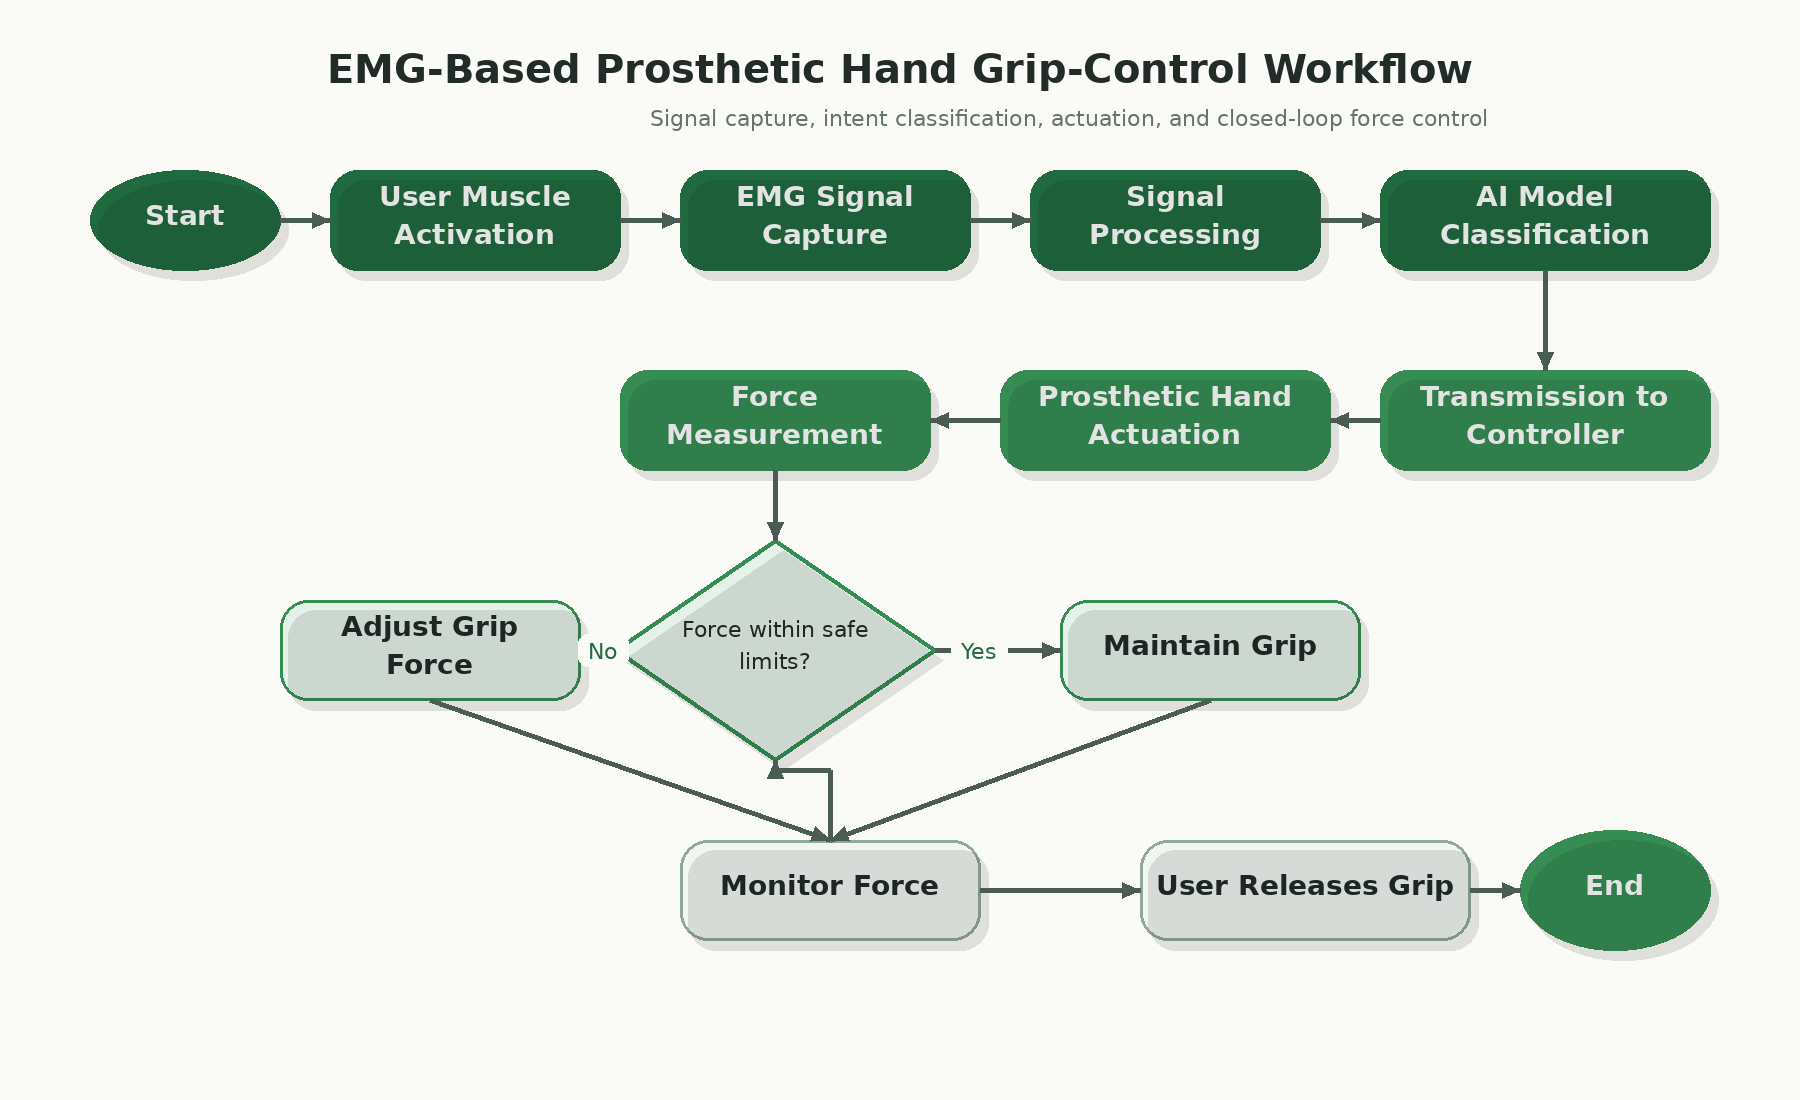 EMG-Based Prosthetic Hand Grip-Control Workflow
Signal capture, intent classification, actuation, and closed-loop force control
Start
User Muscle
Activation
EMG Signal
Capture
Signal
Processing
AI Model
Classification
Transmission to
Controller
Prosthetic Hand
Actuation
Force
Measurement
Force within safe
limits?
No
Adjust Grip
Force
Yes
Maintain Grip
Monitor Force
User Releases Grip
End